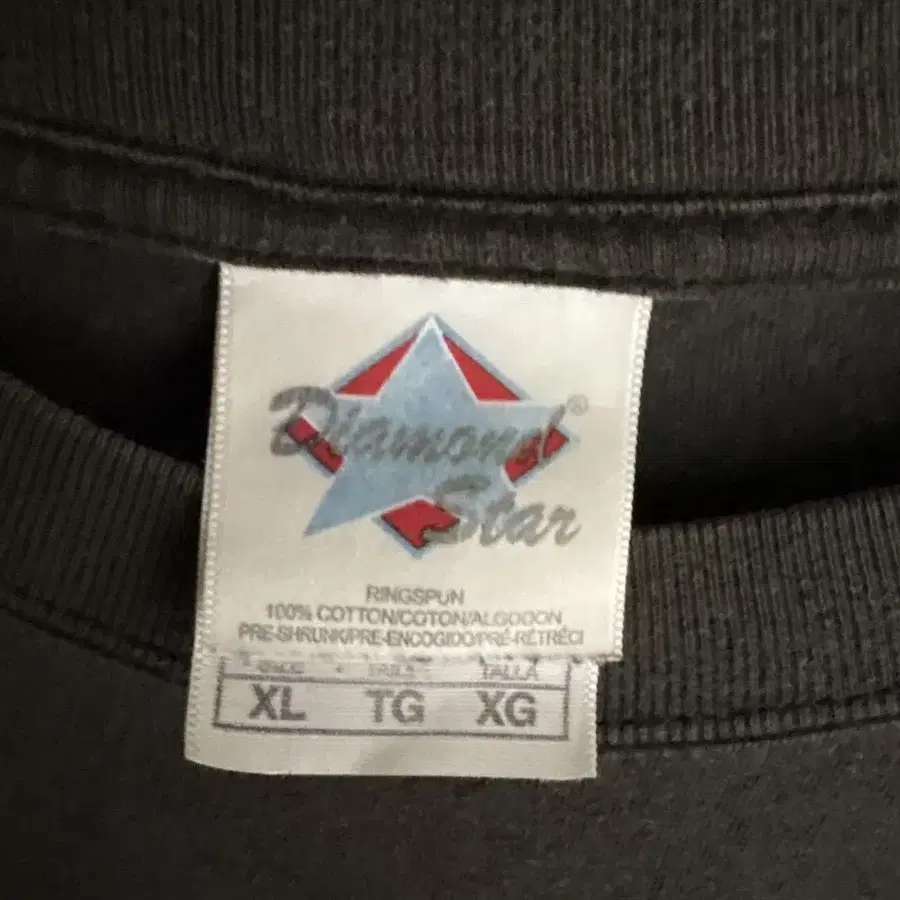 Diamond®
Star
RINGSPUN
100% COTTON/COTON/ALGODON
PRE-SHRUNK/PRE-ENCOGIDO/PRÉ-RÉTRÉCI
TALLA
XL TG XG